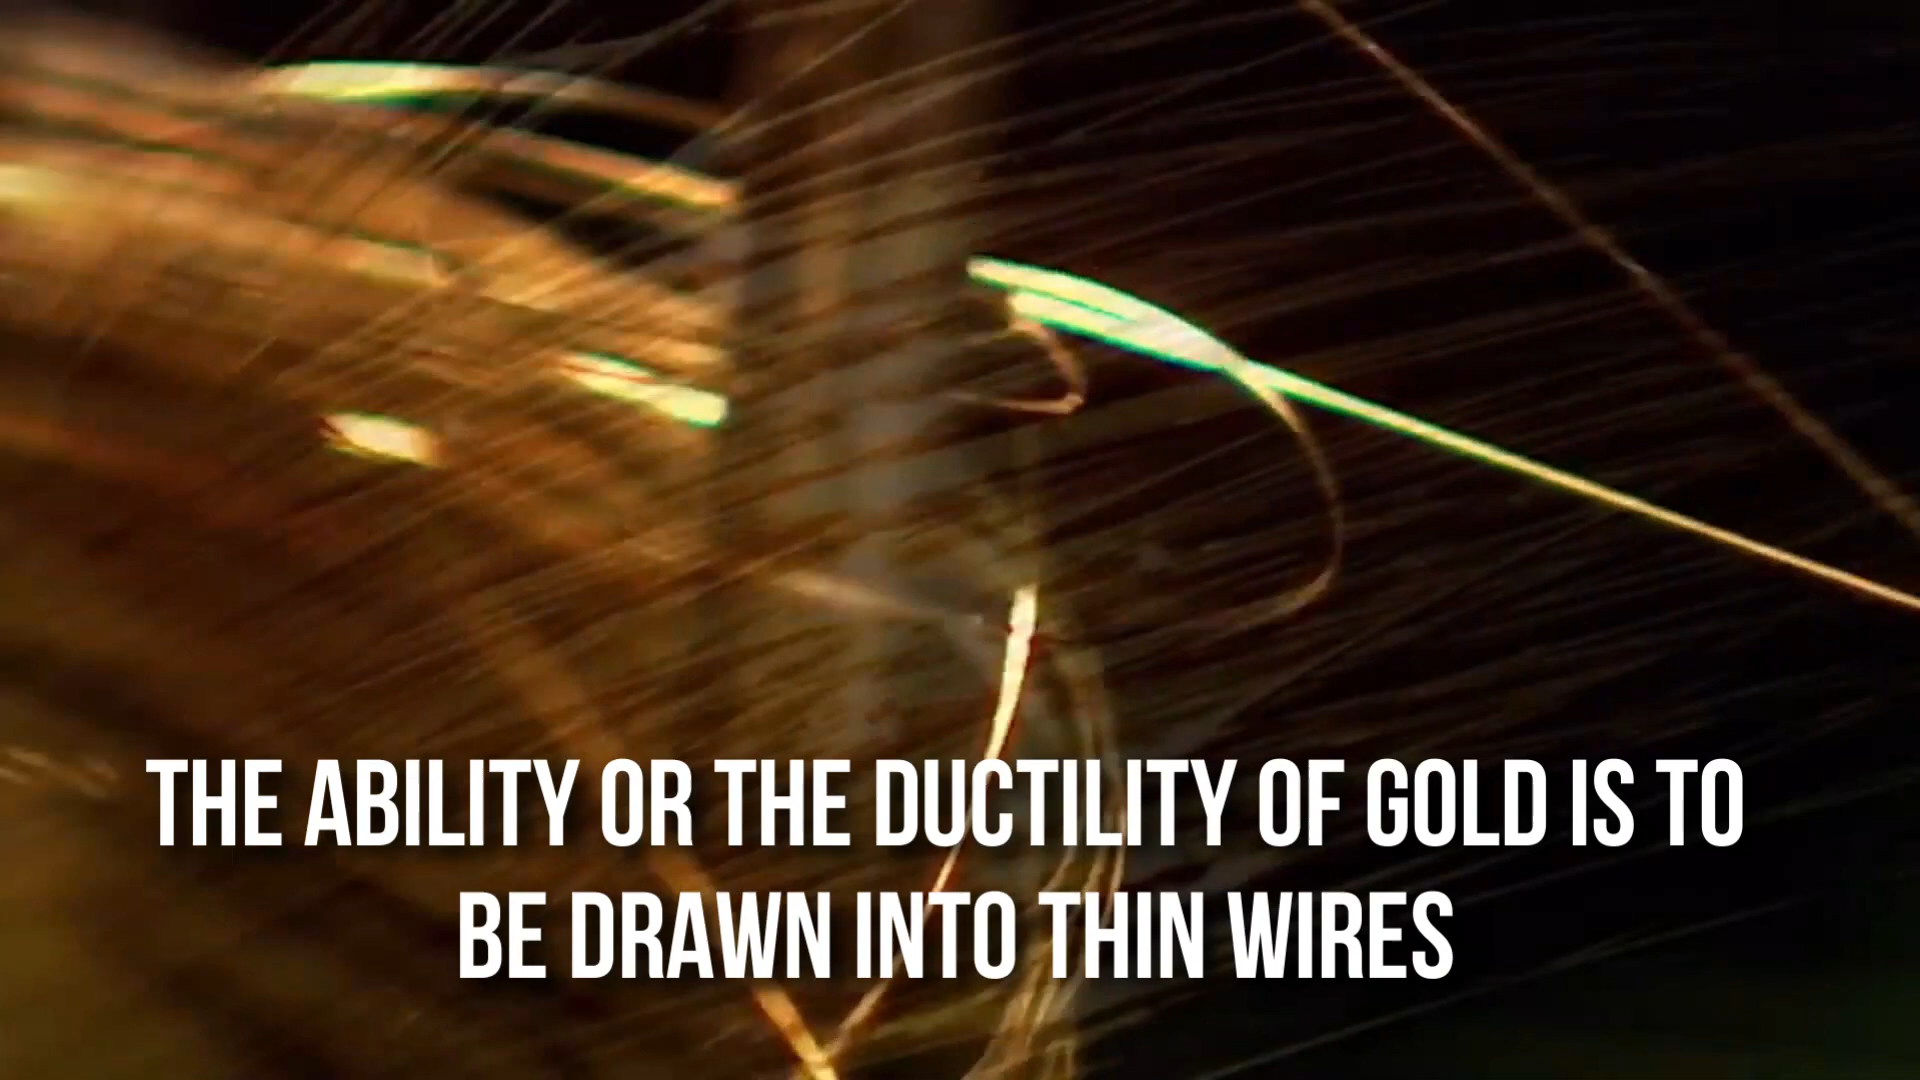 THE ABILITY OR THE DUCTILITY OF GOLD IS TO
BE DRAWN INTO THIN WIRES